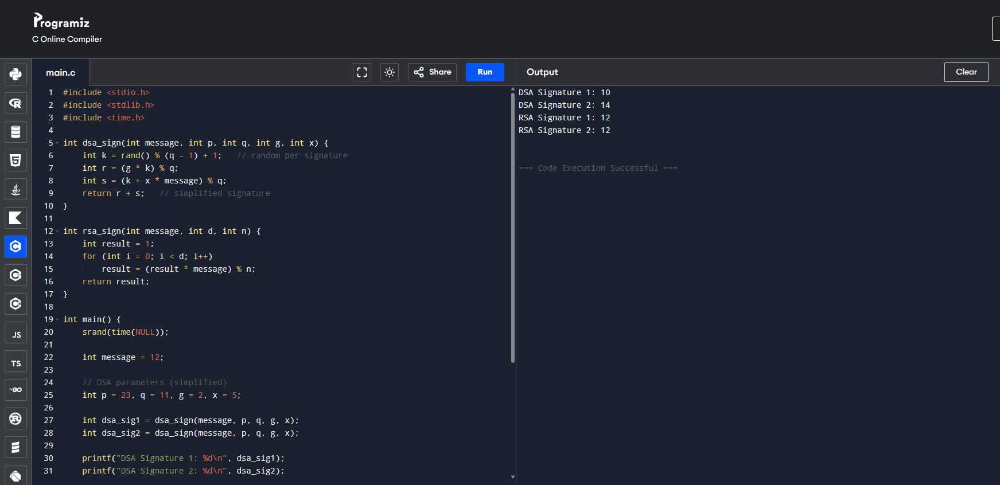 Programiz
C Online Compiler
main.c
Share
Run
Output
Clear
1 #include <stdio.h>
2 #include <stdlib.h>
3 #include <time.h>
4
5 int dsa_sign(int message, int p, int q, int g, int x) {
6     int k = rand() % (q - 1) + 1;   // random per signature
7     int r = (g * k) % q;
8     int s = (k + x * message) % q;
9     return r + s;   // simplified signature
10 }
11
12 int rsa_sign(int message, int d, int n) {
13     int result = 1;
14     for (int i = 0; i < d; i++)
15         result = (result * message) % n;
16     return result;
17 }
18
19 int main() {
20     srand(time(NULL));
21
22     int message = 12;
23
24     // DSA parameters (simplified)
25     int p = 23, q = 11, g = 2, x = 5;
26
27     int dsa_sig1 = dsa_sign(message, p, q, g, x);
28     int dsa_sig2 = dsa_sign(message, p, q, g, x);
29
30     printf("DSA Signature 1: %d\n", dsa_sig1);
31     printf("DSA Signature 2: %d\n", dsa_sig2);
DSA Signature 1: 10
DSA Signature 2: 14
RSA Signature 1: 12
RSA Signature 2: 12
=== Code Execution Successful ===
R
5
C
C
C
JS
TS
GO
R